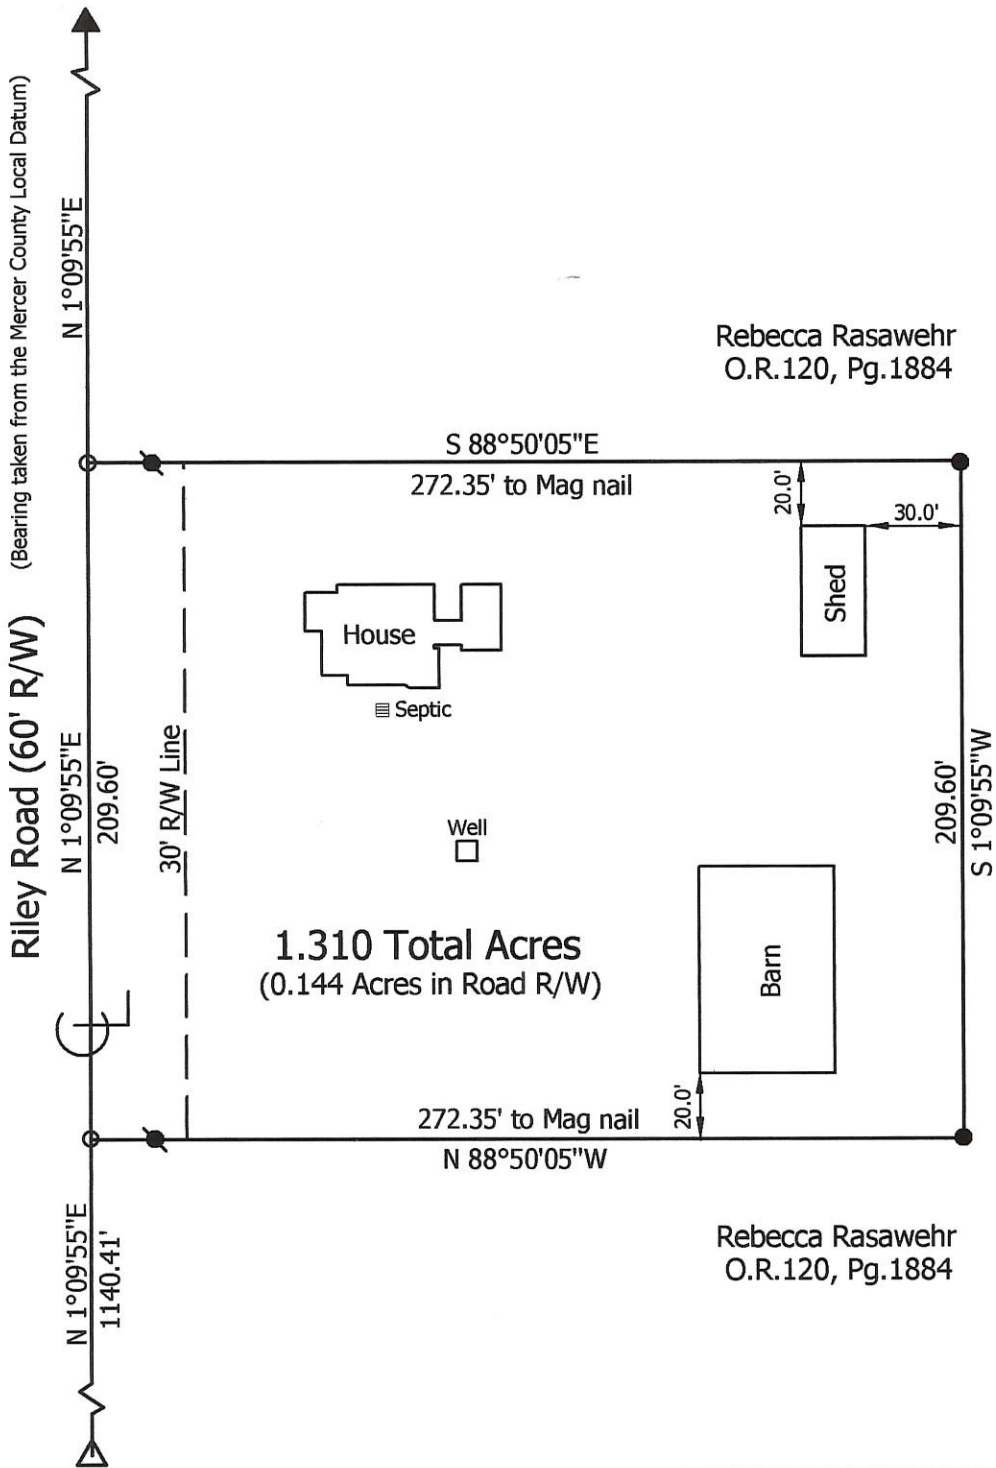 (Bearing taken from the Mercer County Local Datum)
N 1°09'55"E
Rebecca Rasawehr
O.R.120, Pg.1884
S 88°50'05"E
272.35' to Mag nail
20.0'
30.0'
Shed
House
Septic
Riley Road (60' R/W)
N 1°09'55"E
209.60'
30' R/W Line
209.60'
S 1°09'55"W
Well
1.310 Total Acres
(0.144 Acres in Road R/W)
Barn
20.0'
272.35' to Mag nail
N 88°50'05"W
N 1°09'55"E
1140.41'
Rebecca Rasawehr
O.R.120, Pg.1884